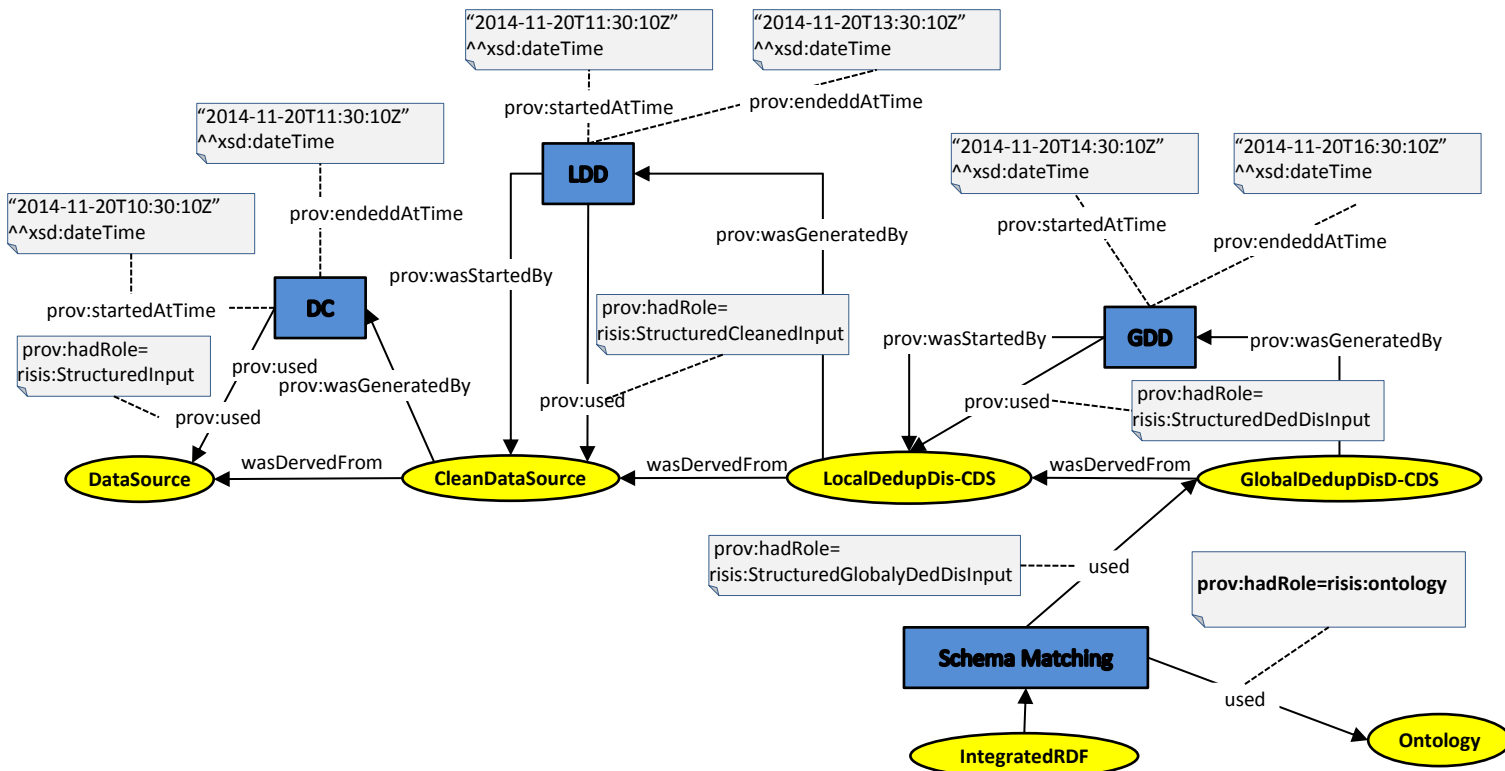 “2014-11-20T11:30:10Z”
^^xsd:dateTime
“2014-11-20T13:30:10Z”
^^xsd:dateTime
prov:startedAtTime
prov:endeddAtTime
“2014-11-20T11:30:10Z”
^^xsd:dateTime
“2014-11-20T14:30:10Z”
^^xsd:dateTime
“2014-11-20T16:30:10Z”
^^xsd:dateTime
LDD
“2014-11-20T10:30:10Z”
^^xsd:dateTime
prov:endeddAtTime
prov:startedAtTime
prov:endeddAtTime
prov:wasGeneratedBy
prov:wasStartedBy
DC
prov:startedAtTime
prov:hadRole=
risis:StructuredCleanedInput
prov:wasStartedBy
GDD
prov:wasGeneratedBy
prov:hadRole=
risis:StructuredInput
prov:used
prov:wasGeneratedBy
prov:used
prov:used
prov:used
prov:hadRole=
risis:StructuredDedDisInput
wasDervedFrom
wasDervedFrom
wasDervedFrom
DataSource
CleanDataSource
LocalDedupDis-CDS
GlobalDedupDisD-CDS
prov:hadRole=
risis:StructuredGlobalyDedDisInput
used
prov:hadRole=risis:ontology
Schema Matching
used
IntegratedRDF
Ontology